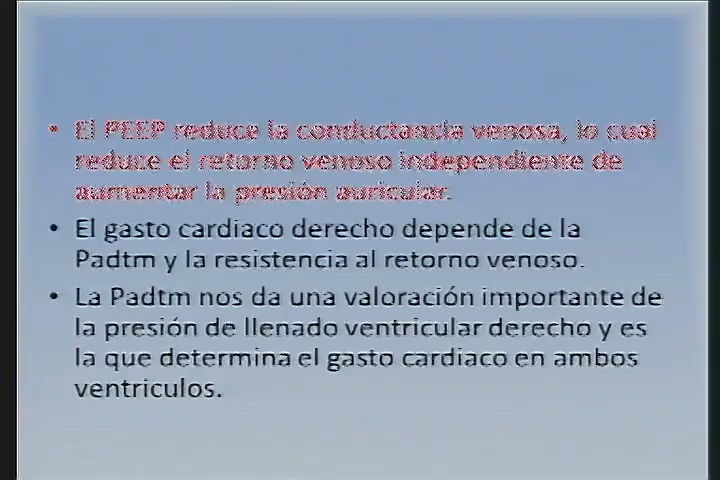 • El PEEP reduce la conductancia venosa, lo cual
reduce el retorno venoso independiente de
aumentar la presión auricular.
• El gasto cardiaco derecho depende de la
Padtm y la resistencia al retorno venoso.
• La Padtm nos da una valoración importante de
la presión de llenado ventricular derecho y es
la que determina el gasto cardiaco en ambos
ventriculos.